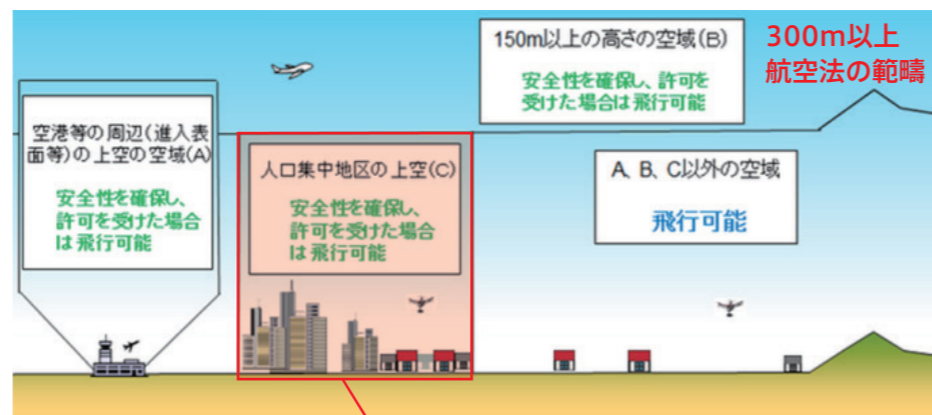 150m以上の高さの空域(B)
安全性を確保し、許可を
受けた場合は飛行可能
300m以上
航空法の範疇
空港等の周辺(進入表
面等)の上空の空域(A)
安全性を確保し、
許可を受けた場合
は飛行可能
人口集中地区の上空(C)
安全性を確保し、
許可を受けた場合
は飛行可能
A、B、C以外の空域
飛行可能